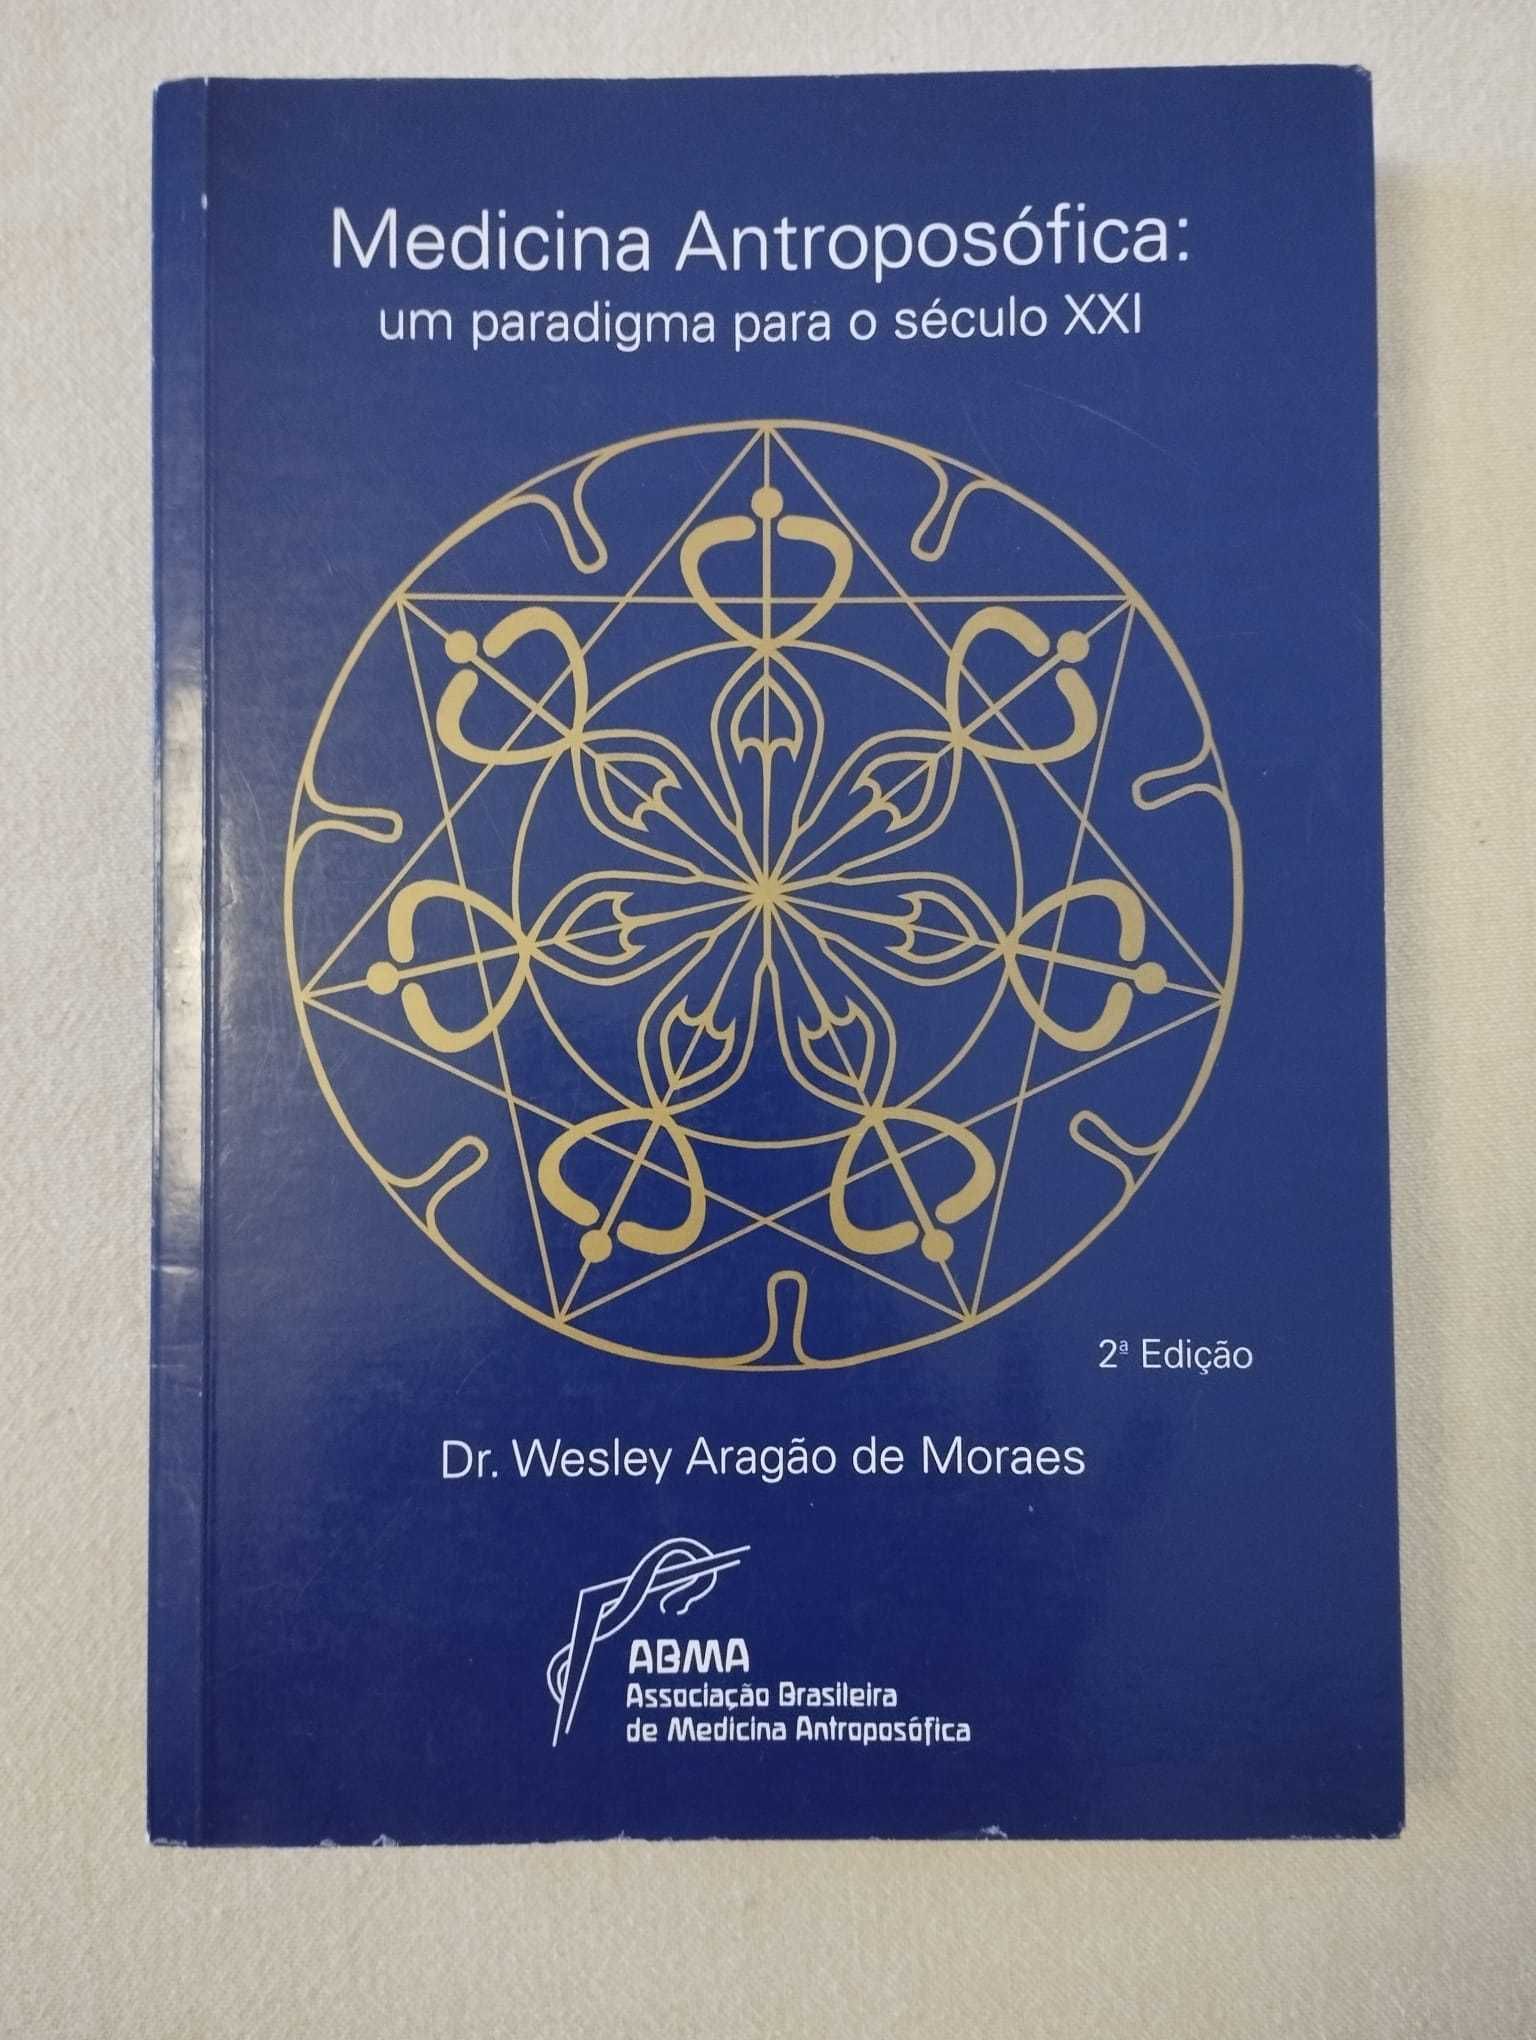 Medicina Antroposófica:
um paradigma para o século XXI
2ª Edição
Dr. Wesley Aragão de Moraes
ABMA
Associação Brasileira
de Medicina Antroposófica